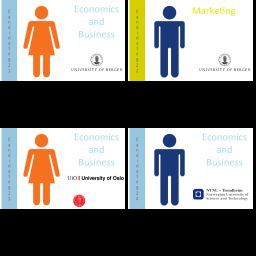 Economics
and
Business
UNIVERSITY OF BERGEN
Marketing
UNIVERSITY OF BERGEN
Economics
and
Business
UiO University of Oslo
Economics
and
Business
NTNU – Trondheim
Norwegian University of
Science and Technology